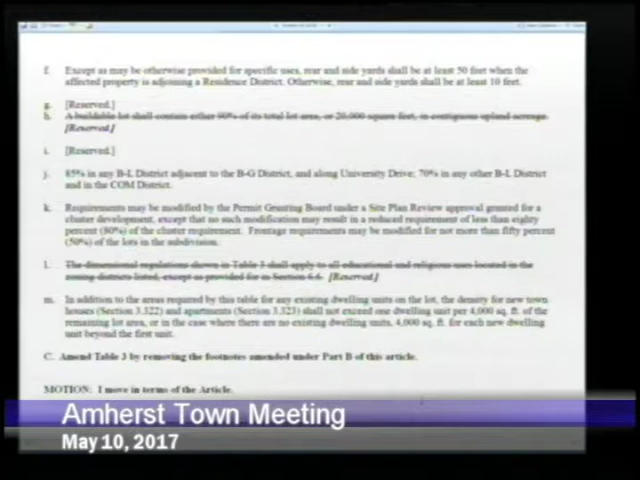 f. Except as may be otherwise provided for specific uses, rear and side yards shall be at least 50 feet when the
affected property is adjoining a Residence District. Otherwise, rear and side yards shall be at least 10 feet.
g. [Reserved.]
h. A buildable lot shall contain either 90% of its total lot area, or 20,000 square feet, in contiguous upland acreage.
[Reserved.]
i. [Reserved.]
j. 85% in any B-L District adjacent to the B-G District, and along University Drive; 70% in any other B-L District
and in the COM District.
k. Requirements may be modified by the Permit Granting Board under a Site Plan Review approval granted for a
cluster development, except that no such modification may result in a reduced requirement of less than eighty
percent (80%) of the cluster requirement. Frontage requirements may be modified for not more than fifty percent
(50%) of the lots in the subdivision.
l. The dimensional regulations shown in Table 3 shall apply to all educational and religious uses located in the
zoning districts listed, except as provided for in Section 6.6. [Reserved.]
m. In addition to the areas required by this table for any existing dwelling units on the lot, the density for new town
houses (Section 3.322) and apartments (Section 3.323) shall not exceed one dwelling unit per 4,000 sq. ft. of the
remaining lot area, or in the case where there are no existing dwelling units, 4,000 sq. ft. for each new dwelling
unit beyond the first unit.
C. Amend Table 3 by removing the footnotes amended under Part B of this article.
MOTION: I move in terms of the Article.
Amherst Town Meeting
May 10, 2017